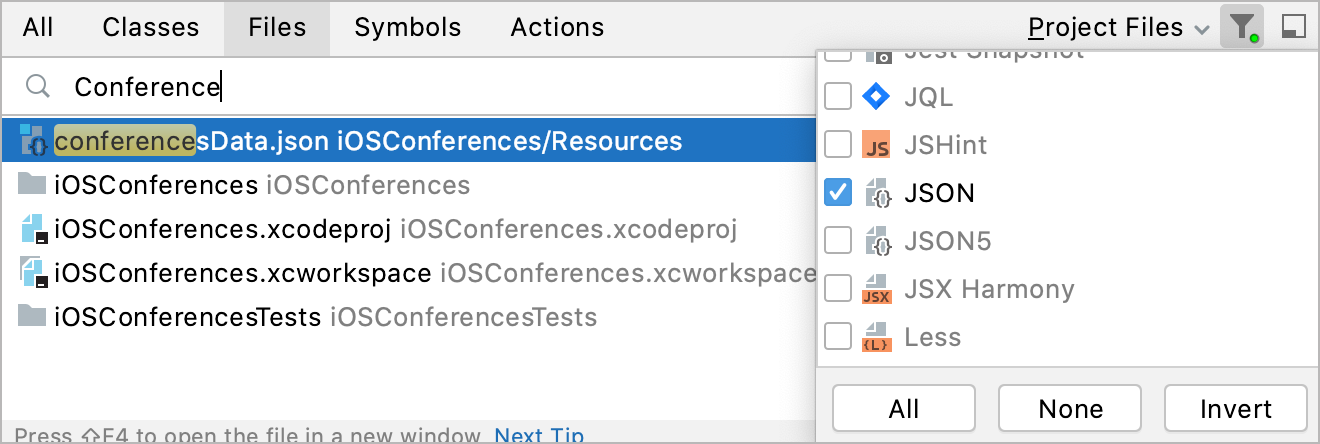 All Classes Files Symbols Actions Project Files
Conference
Jest Snapshot
JQL
conferencesData.json iOSConferences/Resources
JS JSHint
iOSConferences iOSConferences
{} JSON
iOSConferences.xcodeproj iOSConferences.xcodeproj
{} JSON5
iOSConferences.xcworkspace iOSConferences.xcworkspace
JSX JSX Harmony
iOSConferencesTests iOSConferencesTests
{L} Less
All None Invert
Press ⇧F4 to open the file in a new window Next Tip